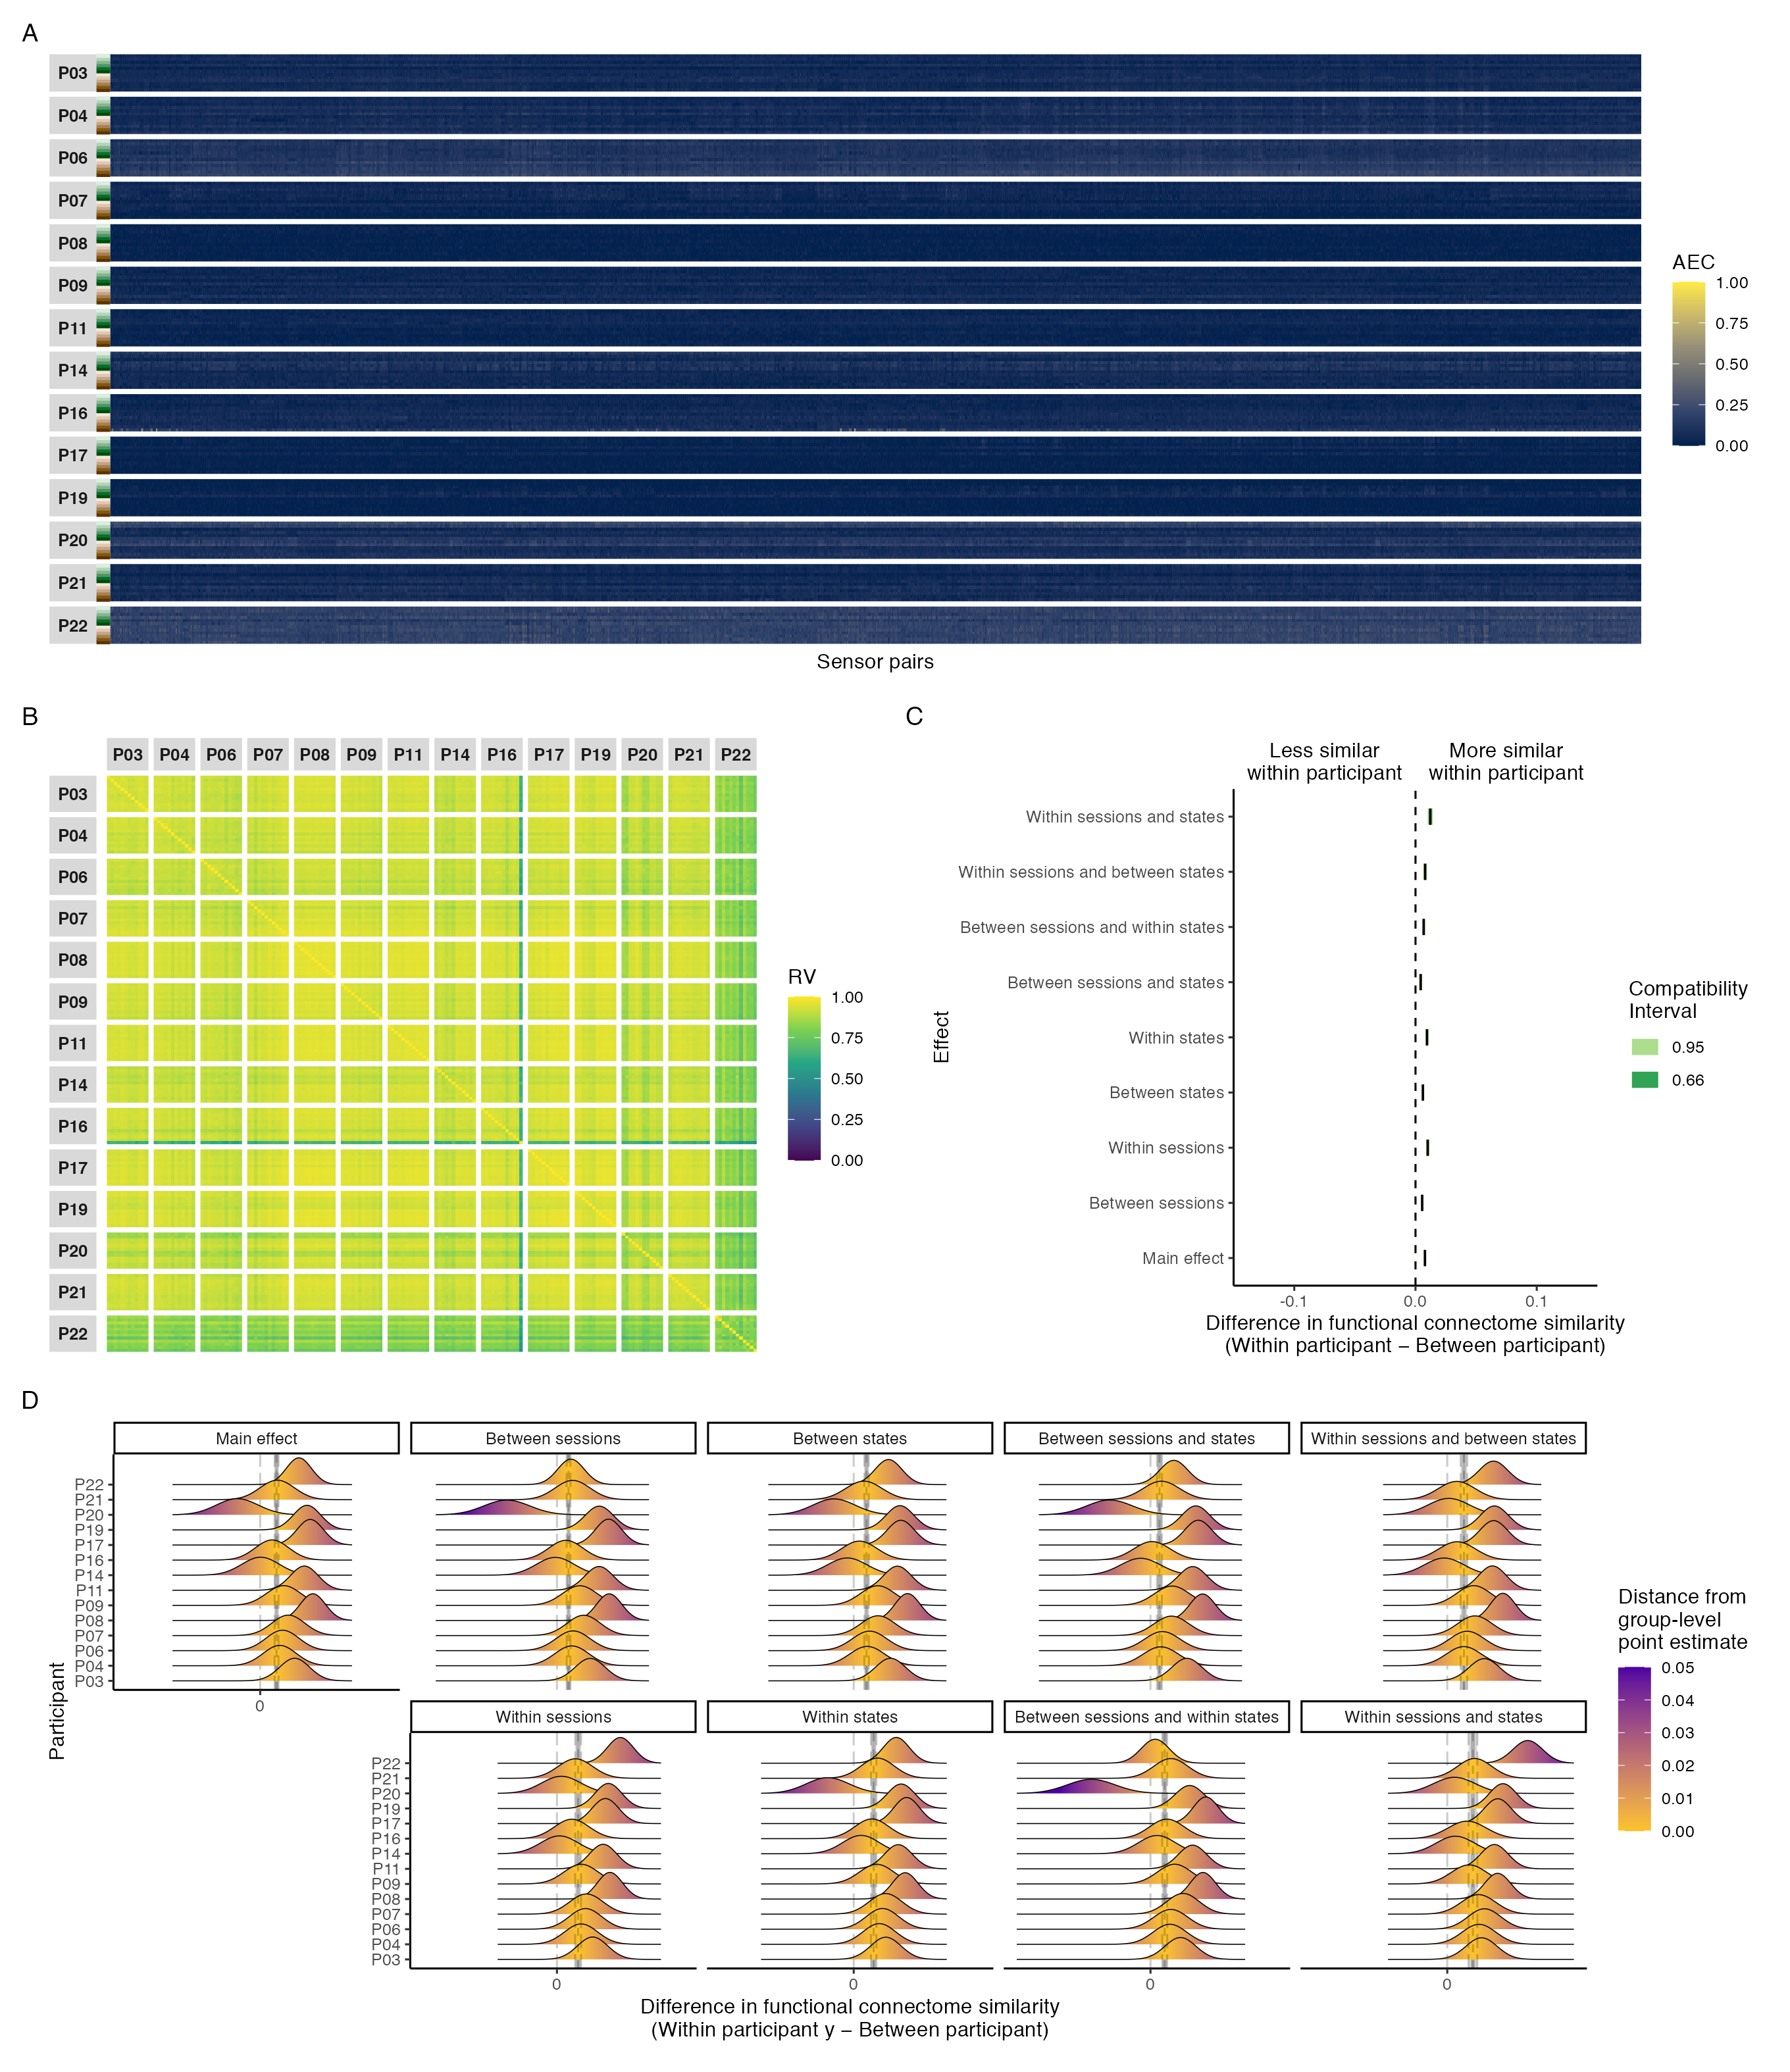 A
P03
P04
P06
P07
P08
P09
P11
P14
P16
P17
P19
P20
P21
P22
Sensor pairs
AEC
1.00
0.75
0.50
0.25
0.00
B
P03 P04 P06 P07 P08 P09 P11 P14 P16 P17 P19 P20 P21 P22
P03
P04
P06
P07
P08
P09
P11
P14
P16
P17
P19
P20
P21
P22
RV
1.00
0.75
0.50
0.25
0.00
C
Less similar
within participant
More similar
within participant
Effect
Within sessions and states
Within sessions and between states
Between sessions and within states
Between sessions and states
Within states
Between states
Within sessions
Between sessions
Main effect
-0.1 0.0 0.1
Difference in functional connectome similarity
(Within participant − Between participant)
Compatibility
Interval
0.95
0.66
D
Participant
Main effect
Between sessions
Between states
Between sessions and states
Within sessions and between states
P22
P21
P20
P19
P17
P16
P14
P11
P09
P08
P07
P06
P04
P03
0
Within sessions
Within states
Between sessions and within states
Within sessions and states
P22
P21
P20
P19
P17
P16
P14
P11
P09
P08
P07
P06
P04
P03
0 0 0 0
Difference in functional connectome similarity
(Within participant y − Between participant)
Distance from
group-level
point estimate
0.05
0.04
0.03
0.02
0.01
0.00